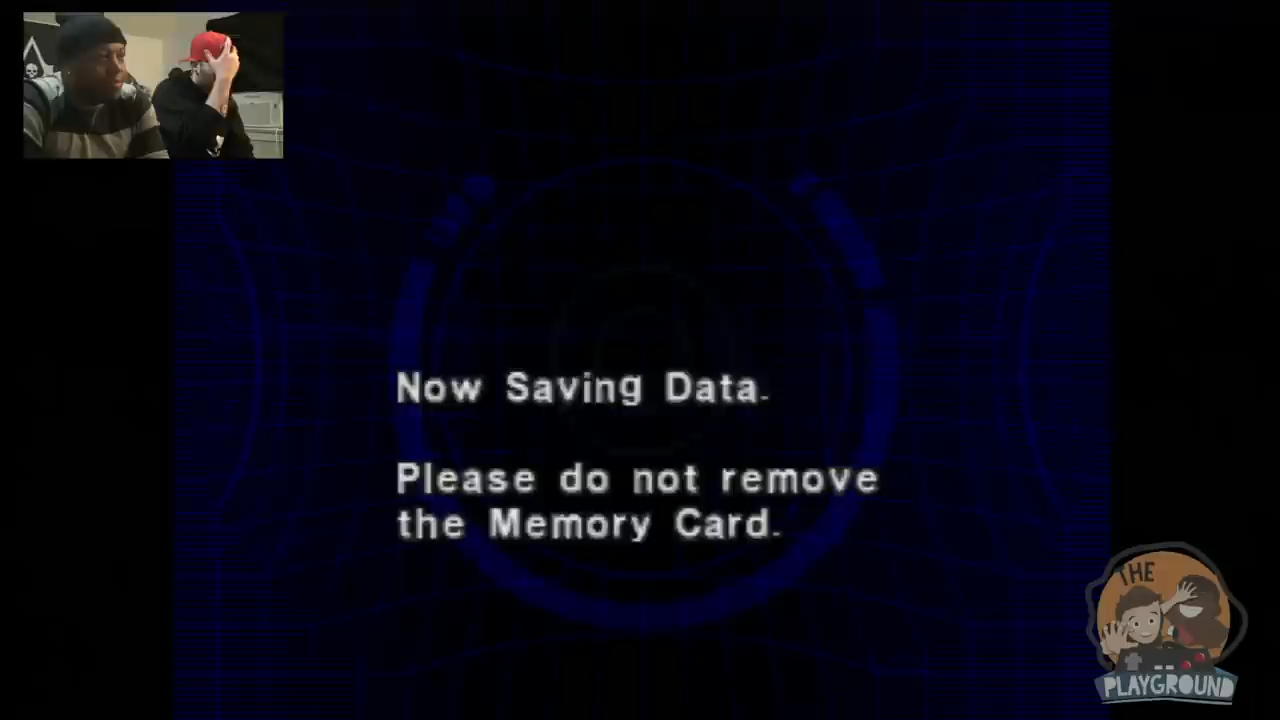 Now Saving Data.
Please do not remove
the Memory Card.
THE
PLAYGROUND